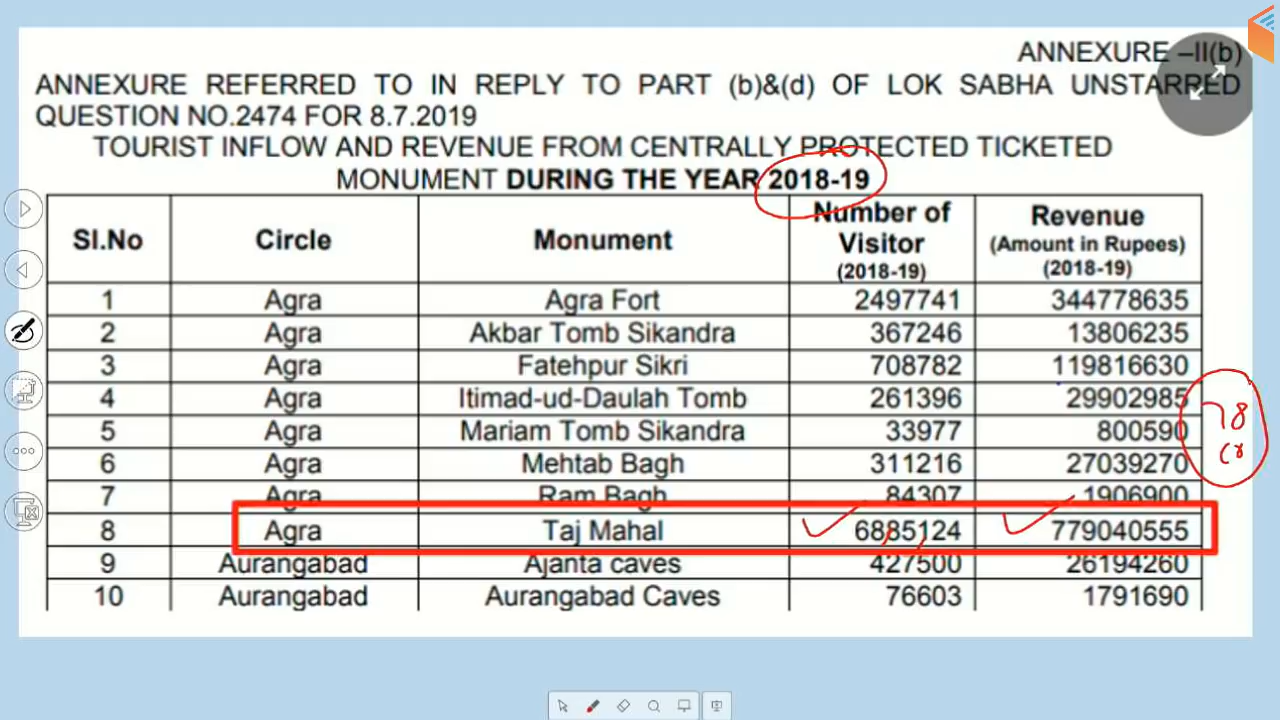 ANNEXURE –II(b)
ANNEXURE REFERRED TO IN REPLY TO PART (b)&(d) OF LOK SABHA UNSTARRED
QUESTION NO.2474 FOR 8.7.2019
TOURIST INFLOW AND REVENUE FROM CENTRALLY PROTECTED TICKETED
MONUMENT DURING THE YEAR 2018-19
Sl.No Circle Monument Number of Visitor (2018-19) Revenue (Amount in Rupees) (2018-19)
1 Agra Agra Fort 2497741 344778635
2 Agra Akbar Tomb Sikandra 367246 13806235
3 Agra Fatehpur Sikri 708782 119816630
4 Agra Itimad-ud-Daulah Tomb 261396 29902985
5 Agra Mariam Tomb Sikandra 33977 800590
6 Agra Mehtab Bagh 311216 27039270
7 Agra Ram Bagh 84307 1906900
8 Agra Taj Mahal 6885124 779040555
9 Aurangabad Ajanta caves 427500 26194260
10 Aurangabad Aurangabad Caves 76603 1791690
78